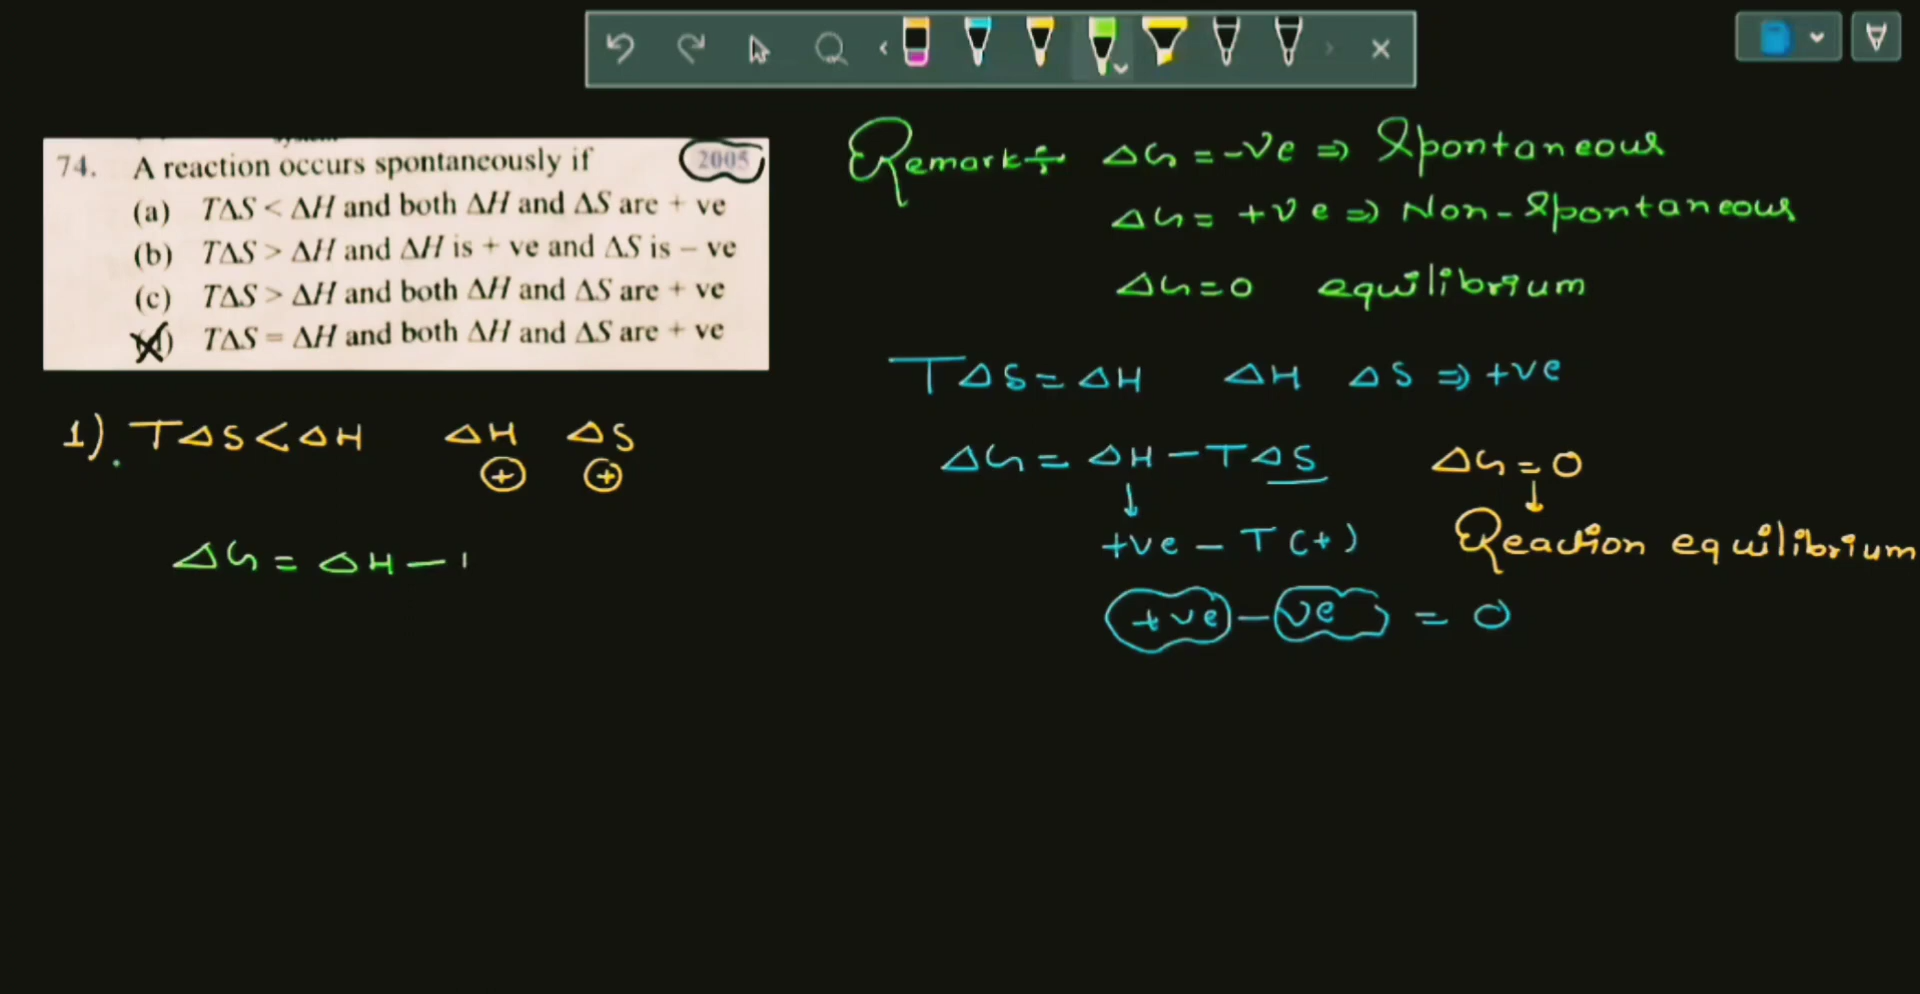 74. A reaction occurs spontaneously if 2005
(a) TΔS < ΔH and both ΔH and ΔS are + ve
(b) TΔS > ΔH and ΔH is + ve and ΔS is – ve
(c) TΔS > ΔH and both ΔH and ΔS are + ve
TΔS = ΔH and both ΔH and ΔS are + ve
1). TΔS<ΔH ΔH ΔS
+ +
ΔG = ΔH –
Remark:- ΔG = -ve ⇒ Spontaneous
ΔG = +ve ⇒ Non-Spontaneous
ΔG=0 equilibrium
TΔS=ΔH ΔH ΔS ⇒ +ve
ΔG = ΔH – TΔS ΔG = 0
↓ ↓
+ve – T(+) Reaction equilibrium
+ve – ve = 0